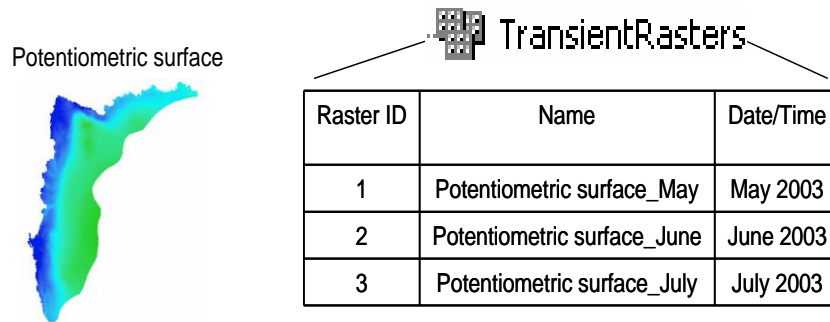 TransientRasters
Potentiometric surface
Raster ID Name Date/Time
1 Potentiometric surface_May May 2003
2 Potentiometric surface_June June 2003
3 Potentiometric surface_July July 2003